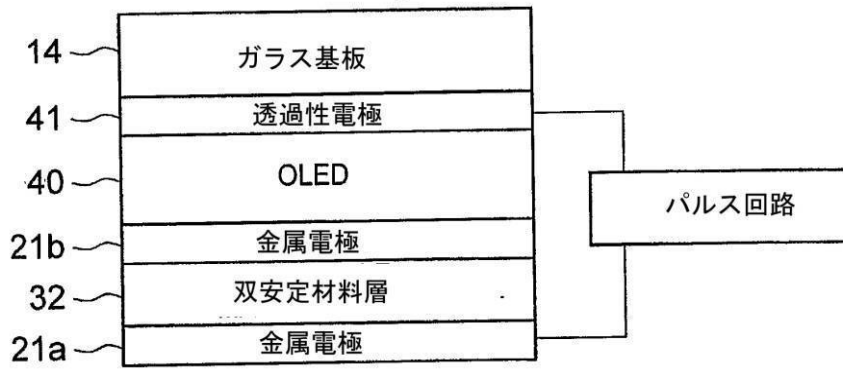 14 ガラス基板
41 透過性電極
40 OLED
パルス回路
21b 金属電極
32 双安定材料層
21a 金属電極